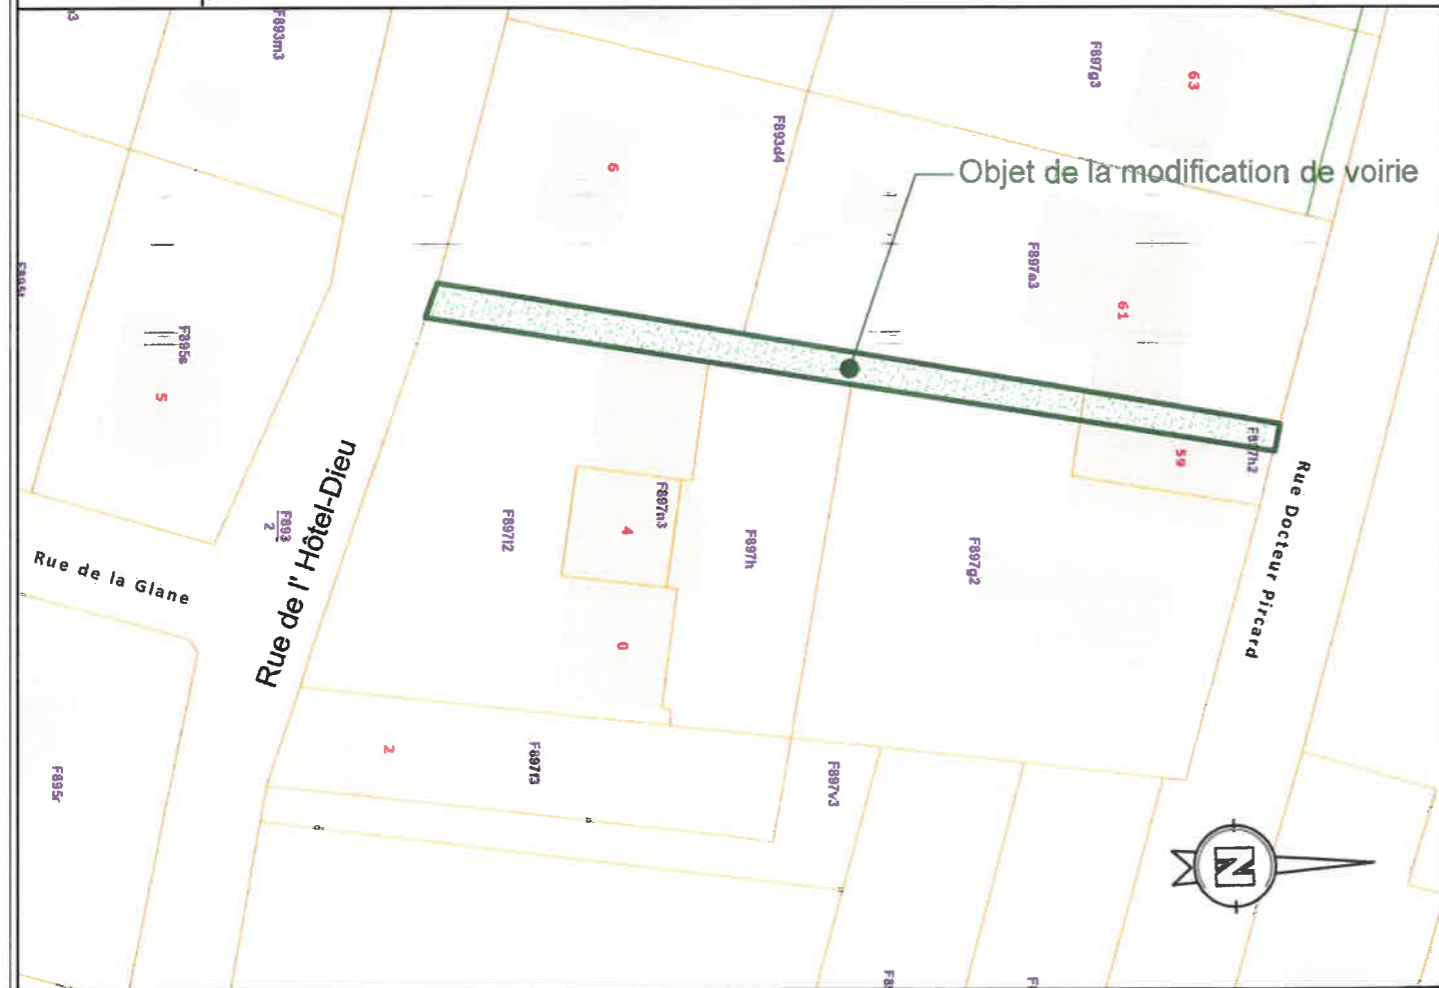 F893m3
F897g3
63
F893d4
6
Objet de la modification de voirie
F897a3
61
F895s
5
59
F897h2
Rue Docteur Pircard
Rue de l' Hôtel-Dieu
F893
2
F897l2
F897n3
4
F897h
F897g2
Rue de la Glane
0
2
F897f3
F897v3
F895r
N